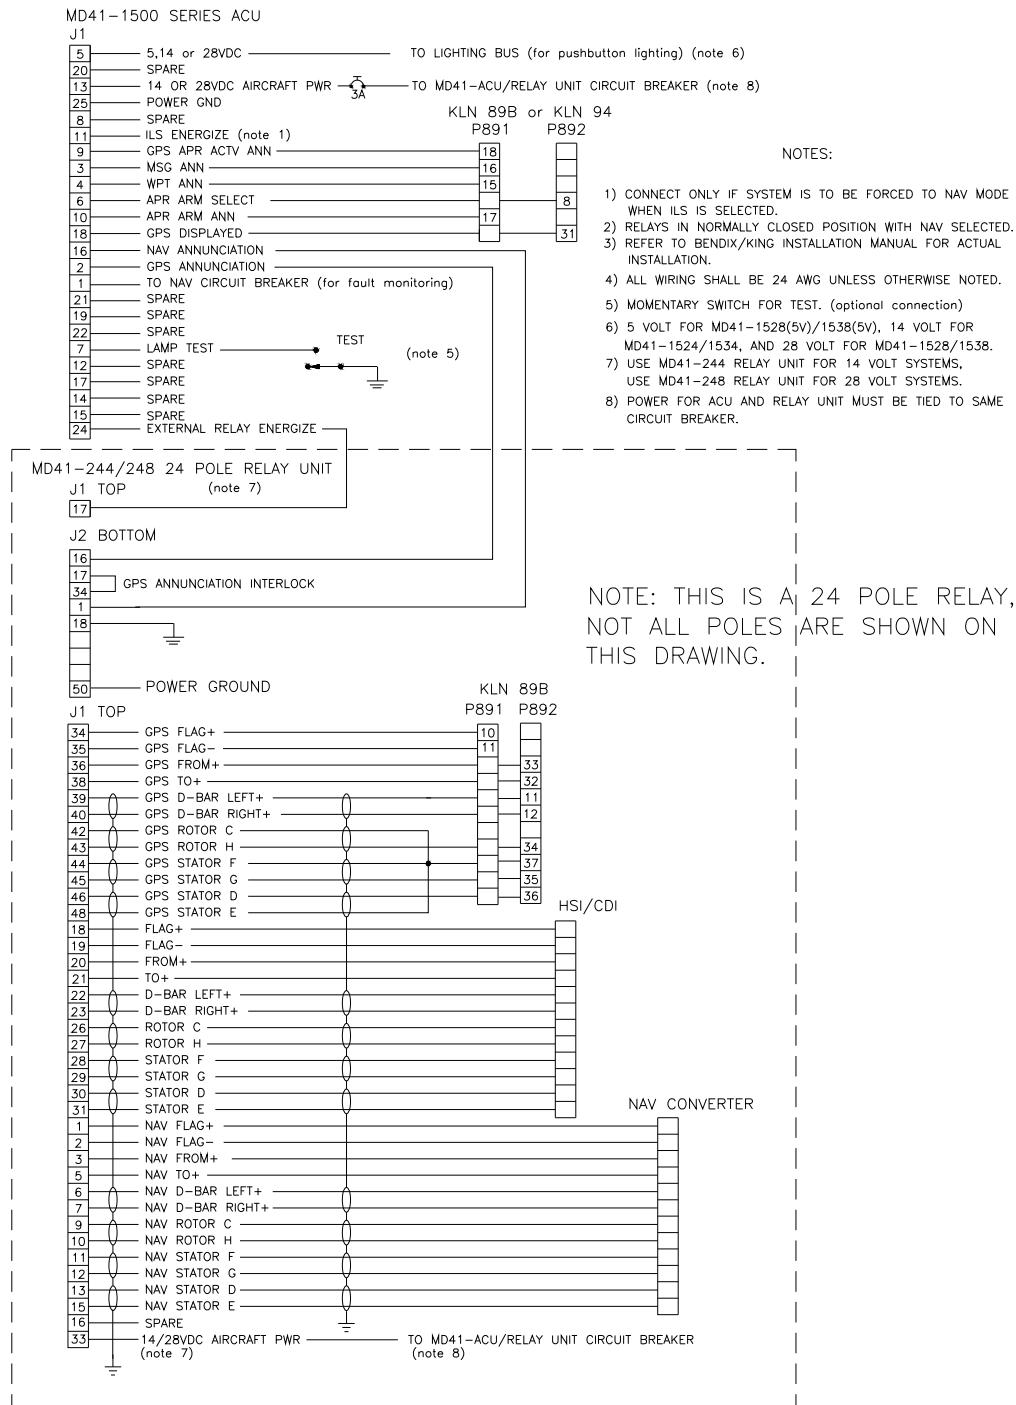 MD41-1500 SERIES ACU
J1
5 5,14 or 28VDC TO LIGHTING BUS (for pushbutton lighting) (note 6)
20 SPARE
13 14 OR 28VDC AIRCRAFT PWR 3A TO MD41-ACU/RELAY UNIT CIRCUIT BREAKER (note 8)
25 POWER GND
8 SPARE
KLN 89B or KLN 94
P891 P892
11 ILS ENERGIZE (note 1)
9 GPS APR ACTV ANN 18
3 MSG ANN 16
4 WPT ANN 15
6 APR ARM SELECT 8
10 APR ARM ANN 17
18 GPS DISPLAYED 31
16 NAV ANNUNCIATION
2 GPS ANNUNCIATION
1 TO NAV CIRCUIT BREAKER (for fault monitoring)
21 SPARE
19 SPARE
22 SPARE
7 LAMP TEST TEST (note 5)
12 SPARE
17 SPARE
14 SPARE
15 SPARE
24 EXTERNAL RELAY ENERGIZE
NOTES:
1) CONNECT ONLY IF SYSTEM IS TO BE FORCED TO NAV MODE
WHEN ILS IS SELECTED.
2) RELAYS IN NORMALLY CLOSED POSITION WITH NAV SELECTED.
3) REFER TO BENDIX/KING INSTALLATION MANUAL FOR ACTUAL
INSTALLATION.
4) ALL WIRING SHALL BE 24 AWG UNLESS OTHERWISE NOTED.
5) MOMENTARY SWITCH FOR TEST. (optional connection)
6) 5 VOLT FOR MD41-1528(5V)/1538(5V), 14 VOLT FOR
MD41-1524/1534, AND 28 VOLT FOR MD41-1528/1538.
7) USE MD41-244 RELAY UNIT FOR 14 VOLT SYSTEMS,
USE MD41-248 RELAY UNIT FOR 28 VOLT SYSTEMS.
8) POWER FOR ACU AND RELAY UNIT MUST BE TIED TO SAME
CIRCUIT BREAKER.
MD41-244/248 24 POLE RELAY UNIT
J1 TOP (note 7)
17
J2 BOTTOM
16
17
34
GPS ANNUNCIATION INTERLOCK
1
18
50 POWER GROUND
NOTE: THIS IS A 24 POLE RELAY,
NOT ALL POLES ARE SHOWN ON
THIS DRAWING.
KLN 89B
J1 TOP P891 P892
34 GPS FLAG+ 10
35 GPS FLAG- 11
36 GPS FROM+ 33
38 GPS TO+ 32
39 GPS D-BAR LEFT+ 11
40 GPS D-BAR RIGHT+ 12
42 GPS ROTOR C
43 GPS ROTOR H 34
44 GPS STATOR F 37
45 GPS STATOR G 35
46 GPS STATOR D 36
48 GPS STATOR E
HSI/CDI
18 FLAG+
19 FLAG-
20 FROM+
21 TO+
22 D-BAR LEFT+
23 D-BAR RIGHT+
26 ROTOR C
27 ROTOR H
28 STATOR F
29 STATOR G
30 STATOR D
31 STATOR E
NAV CONVERTER
1 NAV FLAG+
2 NAV FLAG-
3 NAV FROM+
5 NAV TO+
6 NAV D-BAR LEFT+
7 NAV D-BAR RIGHT+
9 NAV ROTOR C
10 NAV ROTOR H
11 NAV STATOR F
12 NAV STATOR G
13 NAV STATOR D
15 NAV STATOR E
16 SPARE
33 14/28VDC AIRCRAFT PWR TO MD41-ACU/RELAY UNIT CIRCUIT BREAKER
(note 7) (note 8)